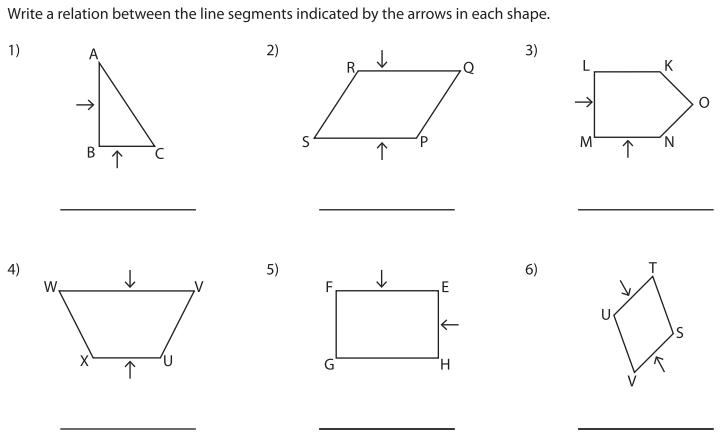 Write a relation between the line segments indicated by the arrows in each shape.
1) 2) 3)
A R Q L K
O
B C S P M N
4) 5) 6)
W V F E T
U S
X U G H V